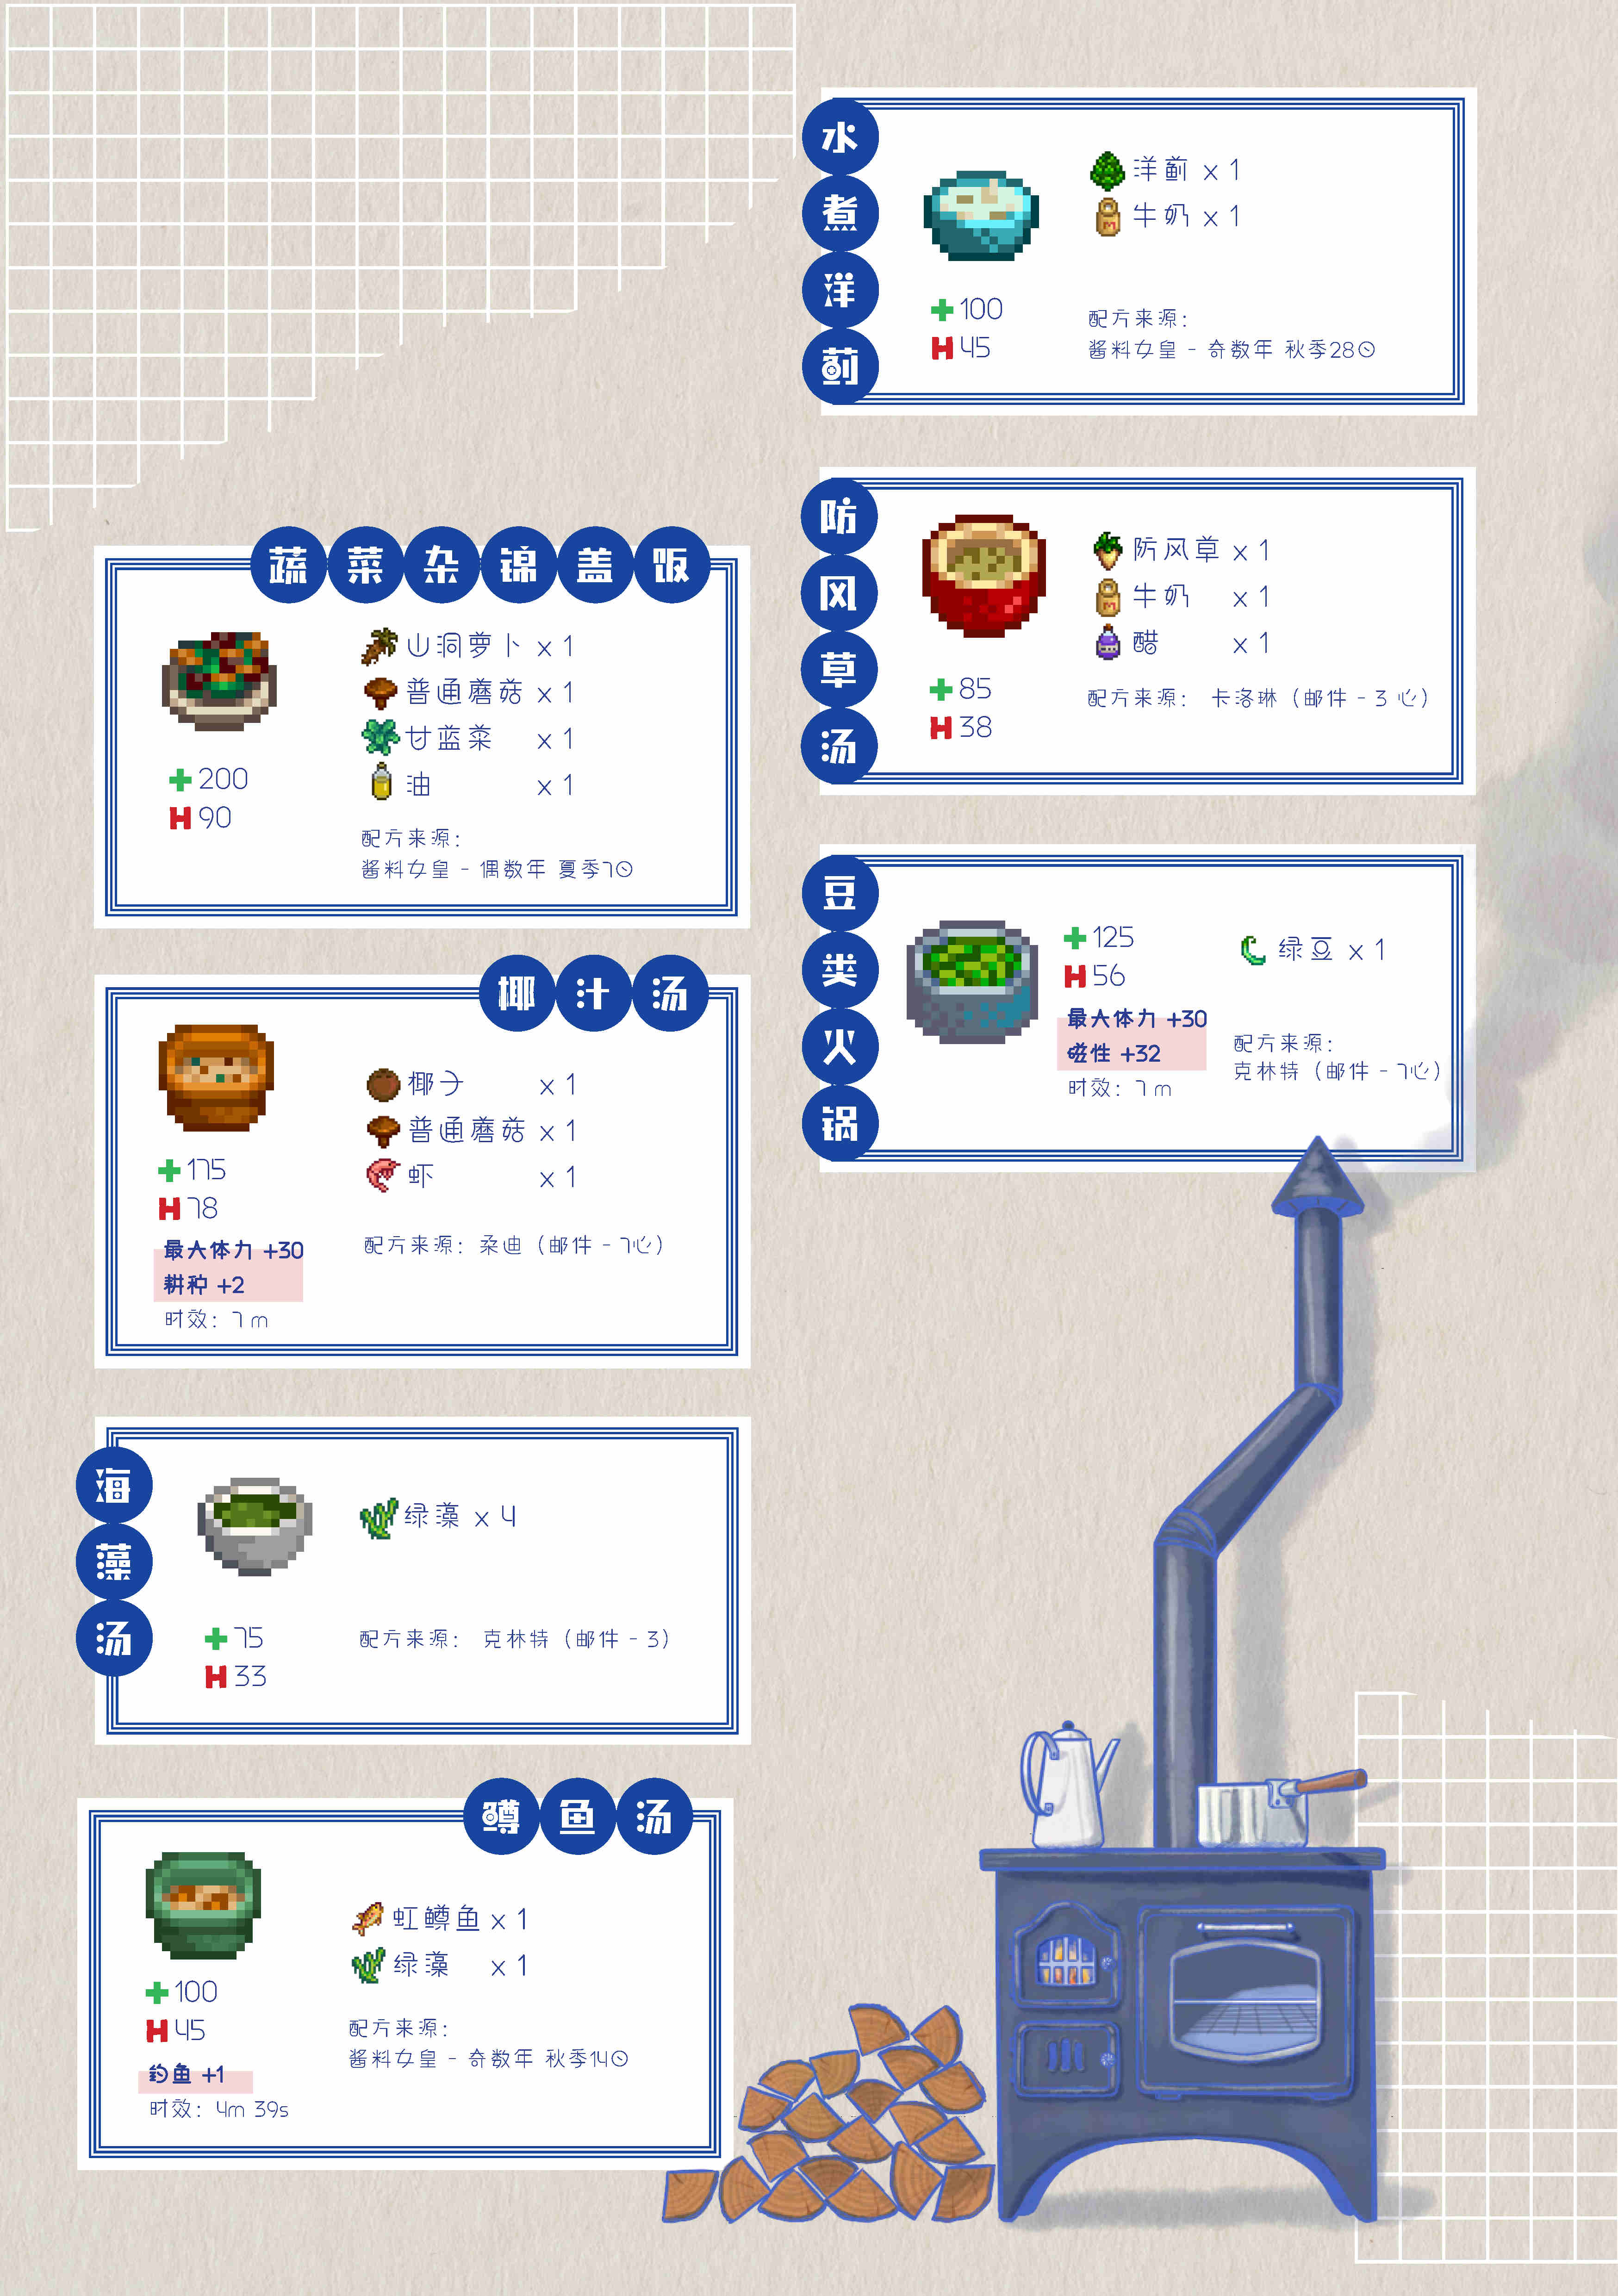 蔬菜杂锦盖饭
山洞萝卜 x 1
普通蘑菇 x 1
甘蓝菜 x 1
油 x 1
+200
H 90
配方来源：
酱料女皇 - 偶数年 夏季7日
椰汁汤
椰子 x 1
普通蘑菇 x 1
虾 x 1
+175
H 78
最大体力 +30
耕种 +2
时效：7 m
配方来源：桑迪（邮件 - 7心）
海藻汤
绿藻 x 4
+75
H 33
配方来源： 克林特（邮件 - 3）
鳟鱼汤
虹鳟鱼 x 1
绿藻 x 1
+100
H 45
钓鱼 +1
时效：4m 39s
配方来源：
酱料女皇 - 奇数年 秋季14日
水煮洋蓟
洋蓟 x 1
牛奶 x 1
M
+100
H 45
配方来源：
酱料女皇 - 奇数年 秋季28日
防风草汤
防风草 x 1
牛奶 x 1
M
醋 x 1
+85
H 38
配方来源： 卡洛琳（邮件 - 3 心）
豆类火锅
+125
H 56
最大体力 +30
磁性 +32
时效：7 m
绿豆 x 1
配方来源：
克林特（邮件 - 7心）